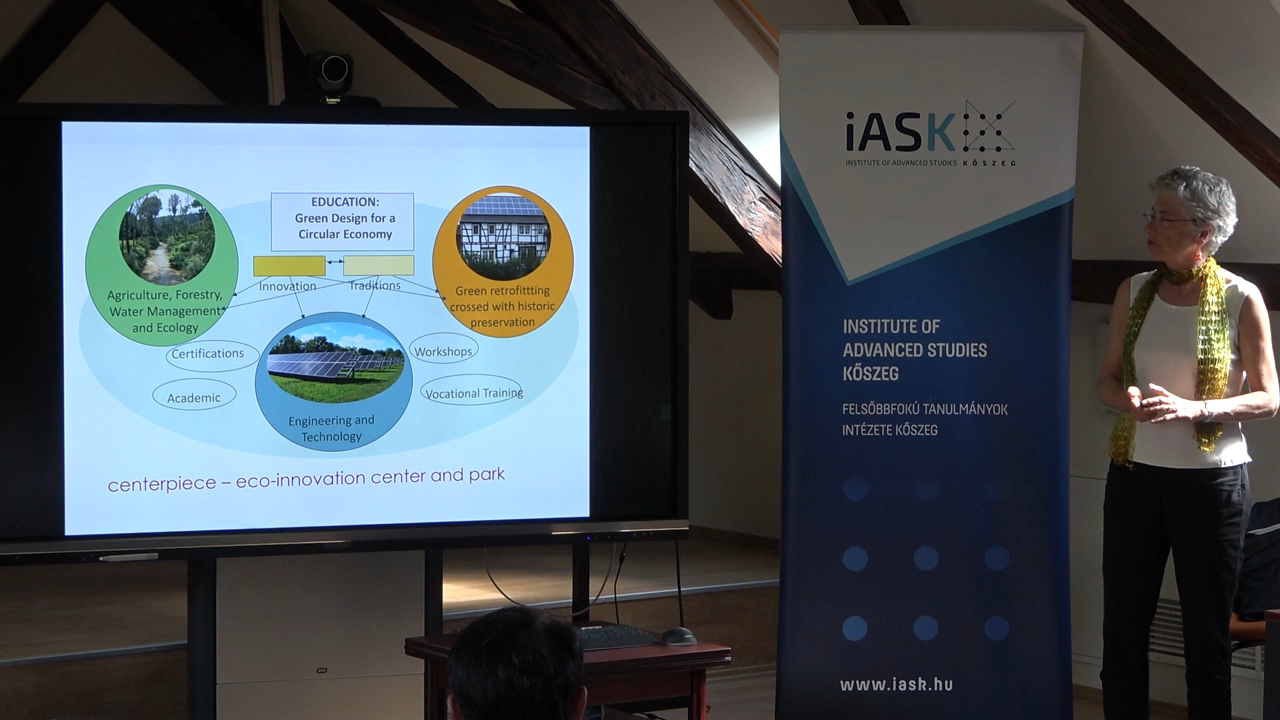 EDUCATION:
Green Design for a
Circular Economy
Innovation
Traditions
Agriculture, Forestry,
Water Management
and Ecology
Green retrofittting
crossed with historic
preservation
Certifications
Workshops
Academic
Vocational Training
Engineering and
Technology
centerpiece – eco-innovation center and park
iASK
INSTITUTE OF ADVANCED STUDIES KŐSZEG
INSTITUTE OF
ADVANCED STUDIES
KŐSZEG
FELSŐBBFOKÚ TANULMÁNYOK
INTÉZETE KŐSZEG
www.iask.hu